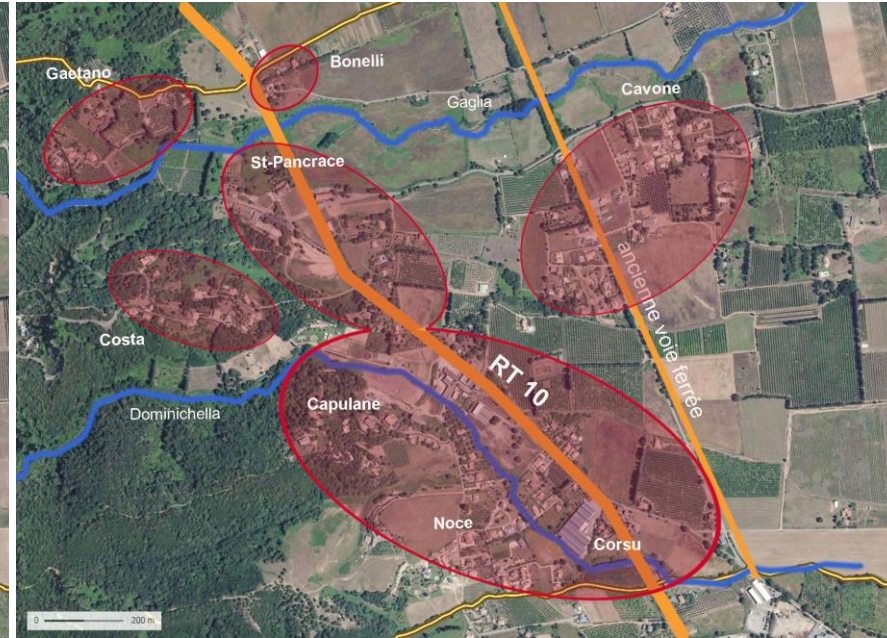 Bonelli
Gaetano
Cavone
Gaglia
St-Pancrace
ancienne voie ferrée
Costa
RT 10
Capulane
Dominichella
Noce
Corsu
0 200 m